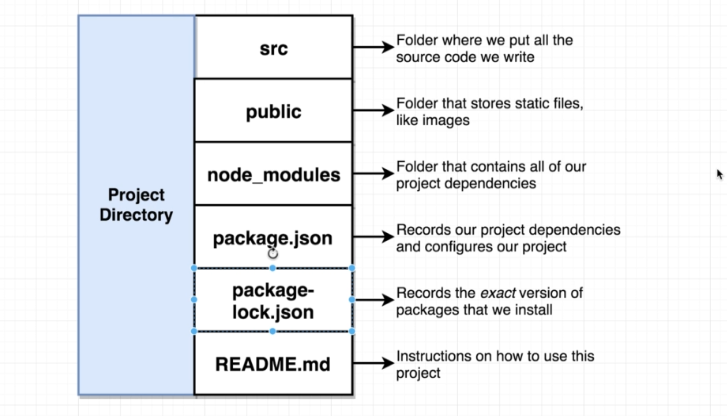 Project
Directory
src
Folder where we put all the
source code we write
public
Folder that stores static files,
like images
node_modules
Folder that contains all of our
project dependencies
package.json
Records our project dependencies
and configures our project
package-
lock.json
Records the exact version of
packages that we install
README.md
Instructions on how to use this
project